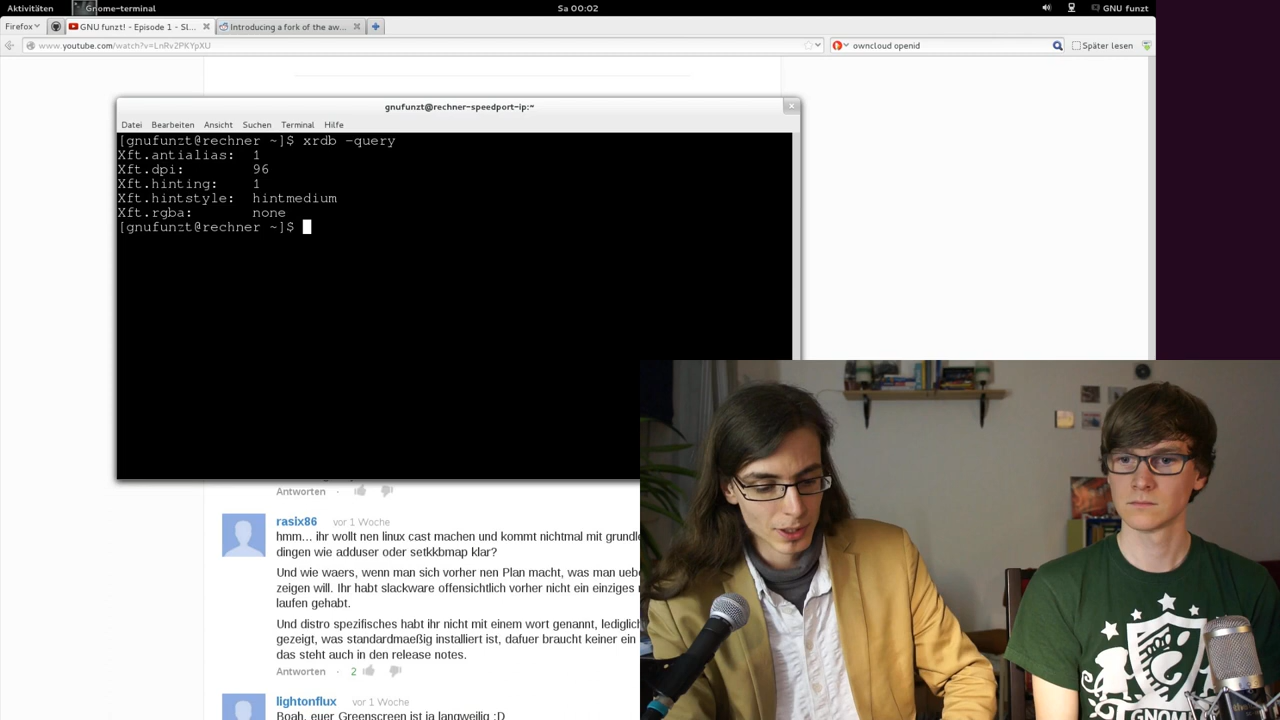 Aktivitäten Gnome-terminal Sa 00:02 GNU funzt
Firefox GNU funzt! - Episode 1 - Sl... Introducing a fork of the aw...
www.youtube.com/watch?v=LnRv2PKYpXU owncloud openid Später lesen
gnufunzt@rechner-speedport-ip:~
Datei Bearbeiten Ansicht Suchen Terminal Hilfe
[gnufunzt@rechner ~]$ xrdb -query
Xft.antialias: 1
Xft.dpi: 96
Xft.hinting: 1
Xft.hintstyle: hintmedium
Xft.rgba: none
[gnufunzt@rechner ~]$
Antworten ·
rasix86 vor 1 Woche
hmm... ihr wollt nen linux cast machen und kommt nichtmal mit grundle
dingen wie adduser oder setkkbmap klar?
Und wie waers, wenn man sich vorher nen Plan macht, was man uebe
zeigen will. Ihr habt slackware offensichtlich vorher nicht ein einziges
laufen gehabt.
Und distro spezifisches habt ihr nicht mit einem wort genannt, lediglich
gezeigt, was standardmaeßig installiert ist, dafuer braucht keiner ein
das steht auch in den release notes.
Antworten · 2
lightonflux vor 1 Woche
Boah, euer Greenscreen ist ja langweilig :D
GNOME